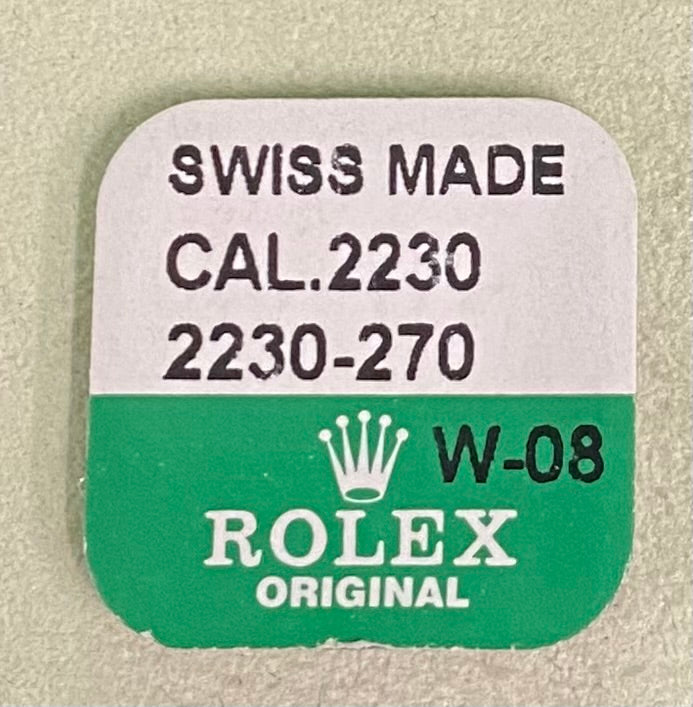 SWISS MADE
CAL.2230
2230-270
W-08
ROLEX
ORIGINAL